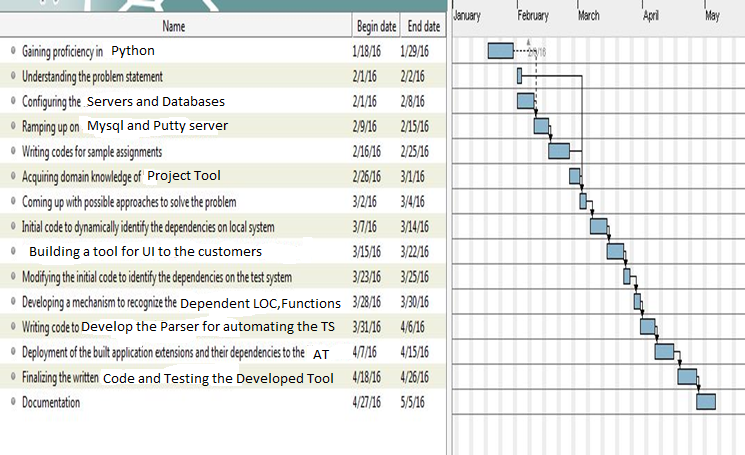 January February March April May
Name Begin date End date
Gaining proficiency in Python 1/18/16 1/29/16
Understanding the problem statement 2/1/16 2/2/16
Configuring the Servers and Databases 2/1/16 2/8/16
Ramping up on Mysql and Putty server 2/9/16 2/15/16
Writing codes for sample assignments 2/16/16 2/25/16
Acquiring domain knowledge of Project Tool 2/26/16 3/1/16
Coming up with possible approaches to solve the problem 3/2/16 3/4/16
Initial code to dynamically identify the dependencies on local system 3/7/16 3/14/16
Building a tool for UI to the customers 3/15/16 3/22/16
Modifying the initial code to identify the dependencies on the test system 3/23/16 3/25/16
Developing a mechanism to recognize the Dependent LOC,Functions 3/28/16 3/30/16
Writing code to Develop the Parser for automating the TS 3/31/16 4/6/16
Deployment of the built application extensions and their dependencies to the AT 4/7/16 4/15/16
Finalizing the written Code and Testing the Developed Tool 4/18/16 4/26/16
Documentation 4/27/16 5/5/16